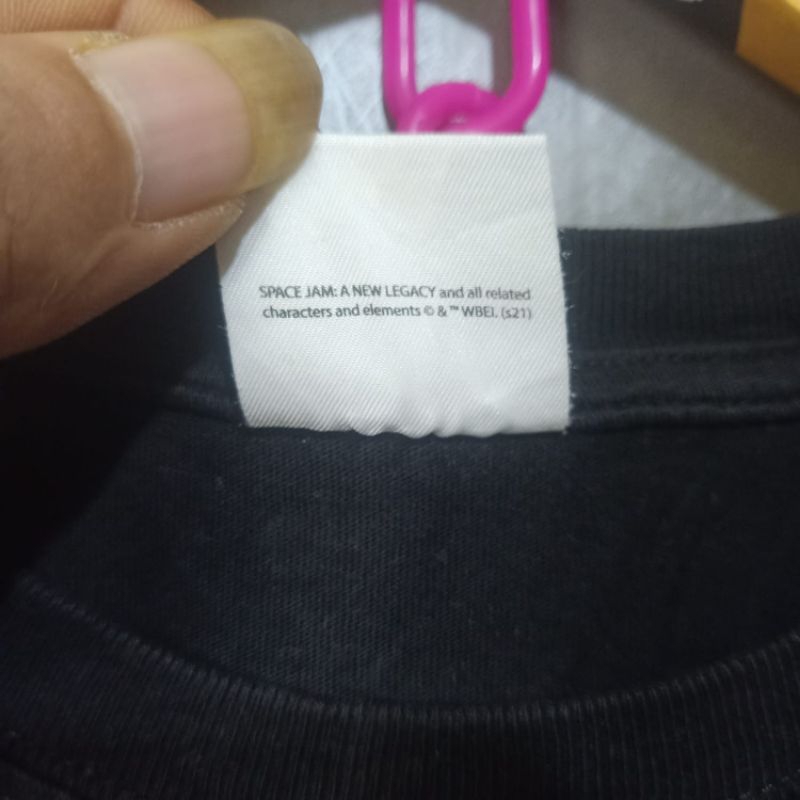 SPACE JAM: A NEW LEGACY and all related
characters and elements © & ™ WBEI. (s21)